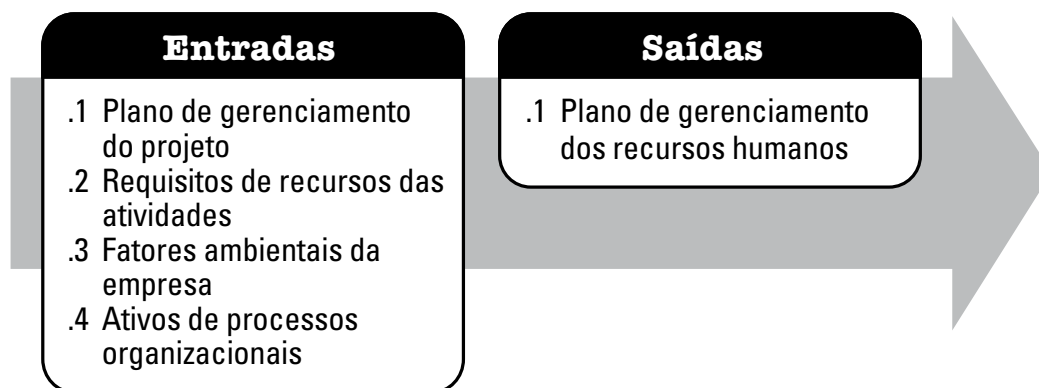 Entradas
.1 Plano de gerenciamento
do projeto
.2 Requisitos de recursos das
atividades
.3 Fatores ambientais da
empresa
.4 Ativos de processos
organizacionais
Saídas
.1 Plano de gerenciamento
dos recursos humanos